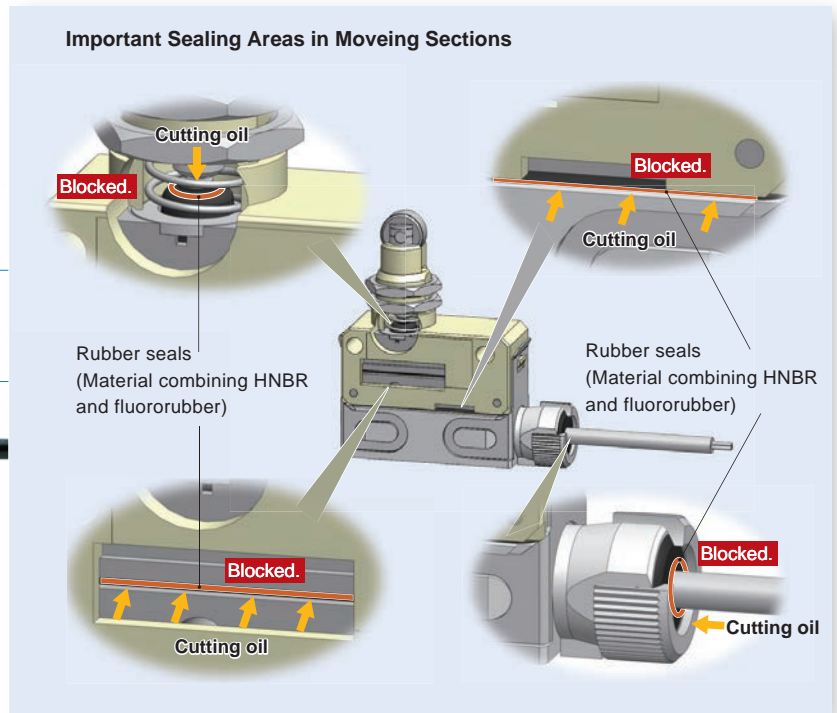 Important Sealing Areas in Moveing Sections
Cutting oil
Blocked.
Blocked.
Cutting oil
Rubber seals
(Material combining HNBR
and fluororubber)
Rubber seals
(Material combining HNBR
and fluororubber)
Blocked.
Cutting oil
Blocked.
Cutting oil